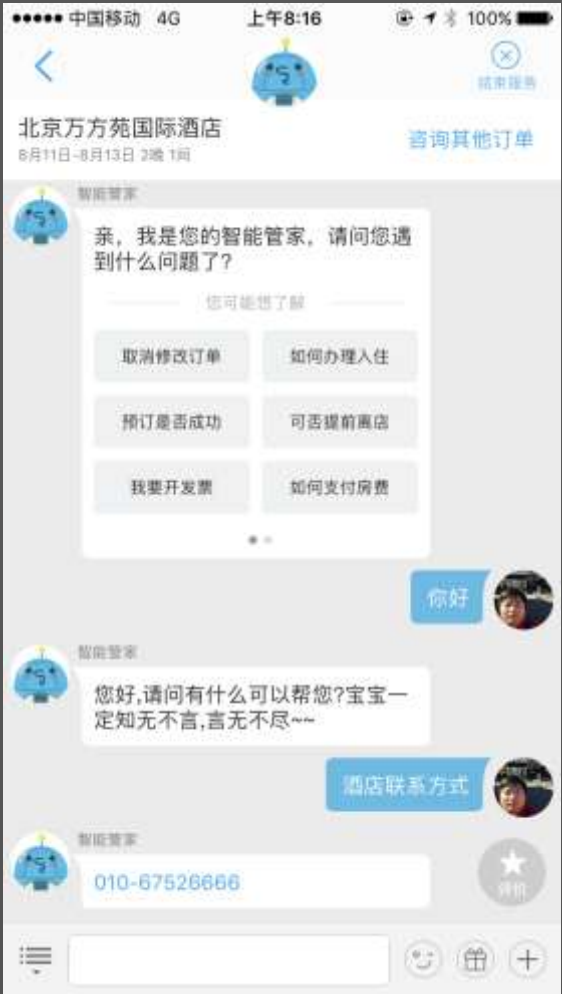 中国移动 4G 上午8:16 100%
结束服务
北京万方苑国际酒店
8月11日-8月13日 2晚 1间
咨询其他订单
智能管家
亲，我是您的智能管家，请问您遇
到什么问题了?
您可能想了解
取消修改订单 如何办理入住
预订是否成功 可否提前离店
我要开发票 如何支付房费
你好
智能管家
您好,请问有什么可以帮您?宝宝一
定知无不言,言无不尽~~
酒店联系方式
智能管家
010-67526666
评价